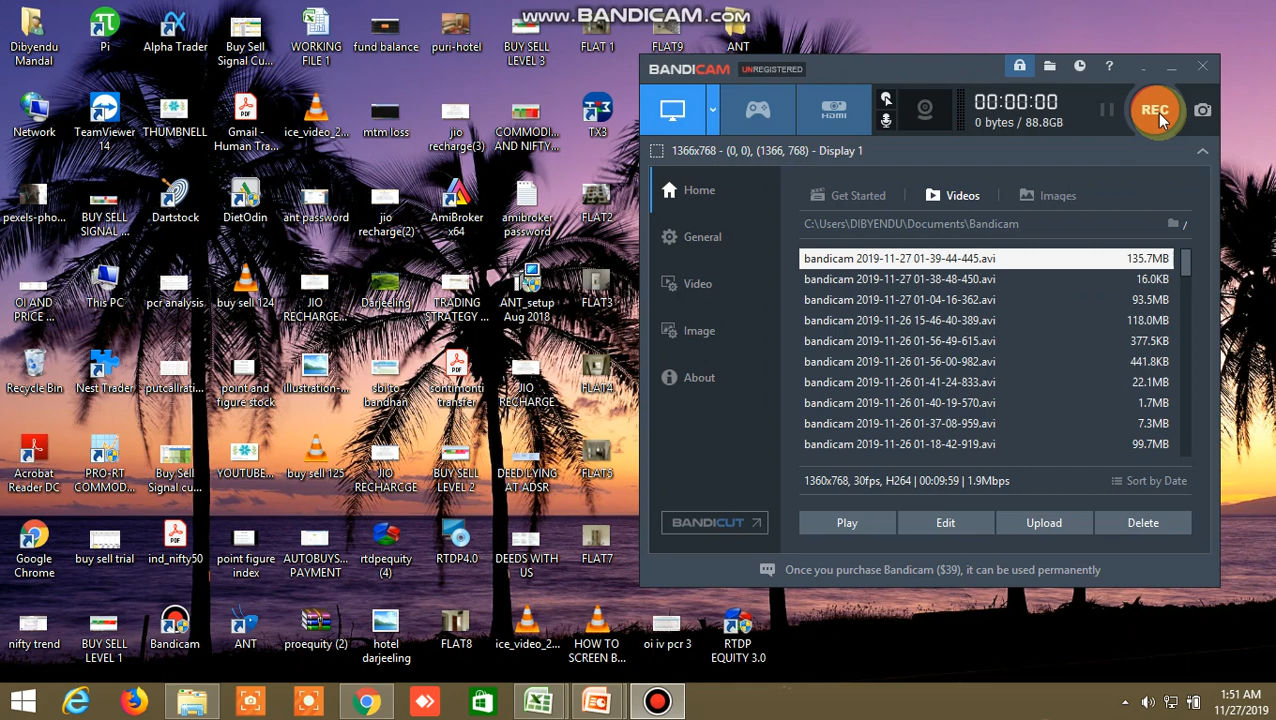 www.BANDICAM.com
Dibyendu Mandal
Pi
Alpha Trader
Buy Sell Signal Cu...
WORKING FILE 1
fund balance
puri-hotel
BUY SELL LEVEL 3
FLAT 1
FLAT9
ANT
Network
TeamViewer 14
THUMBNELL
Gmail - Human Tra...
ice_video_2...
mtm loss
jio recharge(3)
COMMODI... AND NIFTY...
TX3
pexels-pho...
BUY SELL SIGNAL ...
Dartstock
DietOdin
ant password
jio recharge(2)
AmiBroker x64
amibroker password
FLAT2
OI AND PRICE ...
This PC
pcr analysis
buy sell 124
JIO RECHARGE...
Darjeeling
TRADING STRATEGY ...
ANT_setup Aug 2018
FLAT3
Recycle Bin
Nest Trader
putcallrati...
point and figure stock
illustration-...
sbi to bandhan
sontimonti transfer
JIO RECHARGE...
FLAT4
Acrobat Reader DC
PRO-RT COMMOD...
Buy Sell Signal cu...
YOUTUBE...
buy sell 125
JIO RECHARCGE
BUY SELL LEVEL 2
DEED LYING AT ADSR
FLAT5
Google Chrome
buy sell trial
ind_nifty50
point figure index
AUTOBUYS... PAYMENT
rtdpequity (4)
RTDP4.0
DEEDS WITH US
FLAT7
nifty trend
BUY SELL LEVEL 1
Bandicam
ANT
proequity (2)
hotel darjeeling
FLAT8
ice_video_2...
HOW TO SCREEN B...
oi iv pcr 3
RTDP EQUITY 3.0
BANDICAM UNREGISTERED
?
HDMI
00:00:00
0 bytes / 88.8GB
REC
1366x768 - (0, 0), (1366, 768) - Display 1
Home
General
Video
Image
About
BANDICUT
Get Started
Videos
Images
C:\Users\DIBYENDU\Documents\Bandicam
/
bandicam 2019-11-27 01-39-44-445.avi 135.7MB
bandicam 2019-11-27 01-38-48-450.avi 16.0KB
bandicam 2019-11-27 01-04-16-362.avi 93.5MB
bandicam 2019-11-26 15-46-40-389.avi 118.0MB
bandicam 2019-11-26 01-56-49-615.avi 377.5KB
bandicam 2019-11-26 01-56-08-982.avi 441.8KB
bandicam 2019-11-26 01-41-24-833.avi 22.1MB
bandicam 2019-11-26 01-40-19-570.avi 1.7MB
bandicam 2019-11-26 01-37-08-959.avi 7.3MB
bandicam 2019-11-26 01-18-42-919.avi 99.7MB
1360x768, 30fps, H264 | 00:09:59 | 1.9Mbps
Sort by Date
Play
Edit
Upload
Delete
Once you purchase Bandicam ($39), it can be used permanently
1:51 AM
11/27/2019